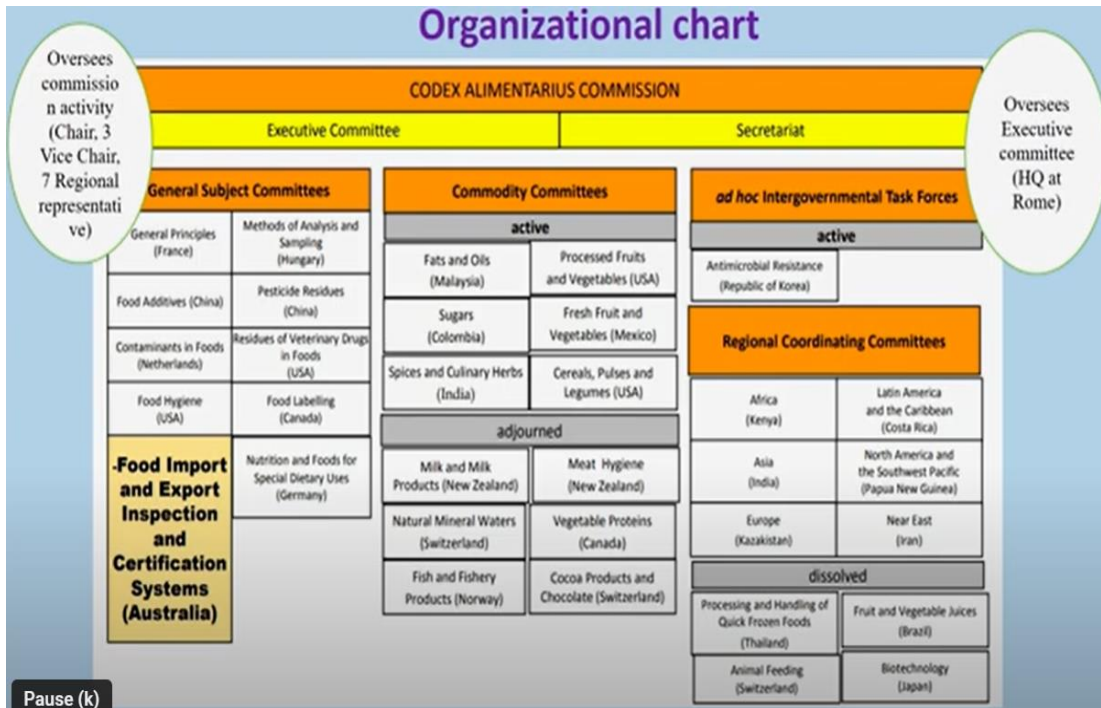 Organizational chart
Oversees
commissio
n activity
(Chair, 3
Vice Chair,
7 Regional
representati
ve)
CODEX ALIMENTARIUS COMMISSION
Executive Committee
Secretariat
Oversees
Executive
committee
(HQ at
Rome)
General Subject Committees
General Principles
(France)
Methods of Analysis and
Sampling
(Hungary)
Food Additives (China)
Pesticide Residues
(China)
Contaminants in Foods
(Netherlands)
Residues of Veterinary Drugs
in Foods
(USA)
Food Hygiene
(USA)
Food Labelling
(Canada)
-Food Import
and Export
Inspection
and
Certification
Systems
(Australia)
Nutrition and Foods for
Special Dietary Uses
(Germany)
Commodity Committees
active
Fats and Oils
(Malaysia)
Processed Fruits
and Vegetables (USA)
Sugars
(Colombia)
Fresh Fruit and
Vegetables (Mexico)
Spices and Culinary Herbs
(India)
Cereals, Pulses and
Legumes (USA)
adjourned
Milk and Milk
Products (New Zealand)
Meat Hygiene
(New Zealand)
Natural Mineral Waters
(Switzerland)
Vegetable Proteins
(Canada)
Fish and Fishery
Products (Norway)
Cocoa Products and
Chocolate (Switzerland)
ad hoc Intergovernmental Task Forces
active
Antimicrobial Resistance
(Republic of Korea)
Regional Coordinating Committees
Africa
(Kenya)
Latin America
and the Caribbean
(Costa Rica)
Asia
(India)
North America and
the Southwest Pacific
(Papua New Guinea)
Europe
(Kazakistan)
Near East
(Iran)
dissolved
Processing and Handling of
Quick Frozen Foods
(Thailand)
Fruit and Vegetable Juices
(Brazil)
Animal Feeding
(Switzerland)
Biotechnology
(Japan)
Pause (k)